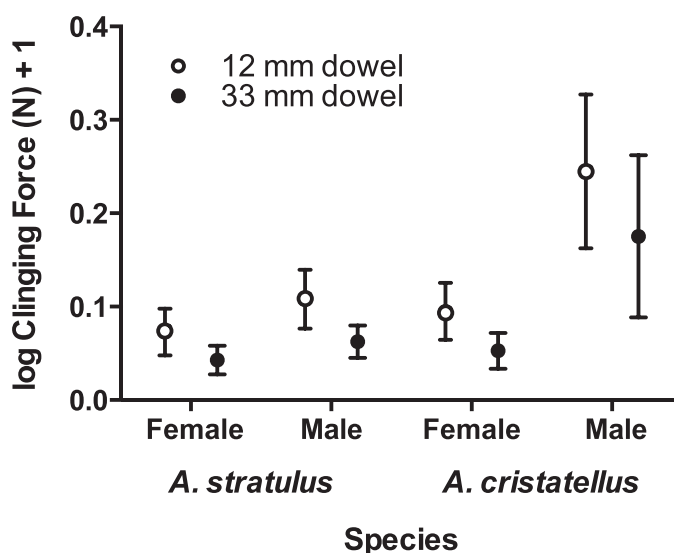 log Clinging Force (N) + 1
0.4
0.3
0.2
0.1
0.0
12 mm dowel
33 mm dowel
Female Male Female Male
A. stratulus A. cristatellus
Species